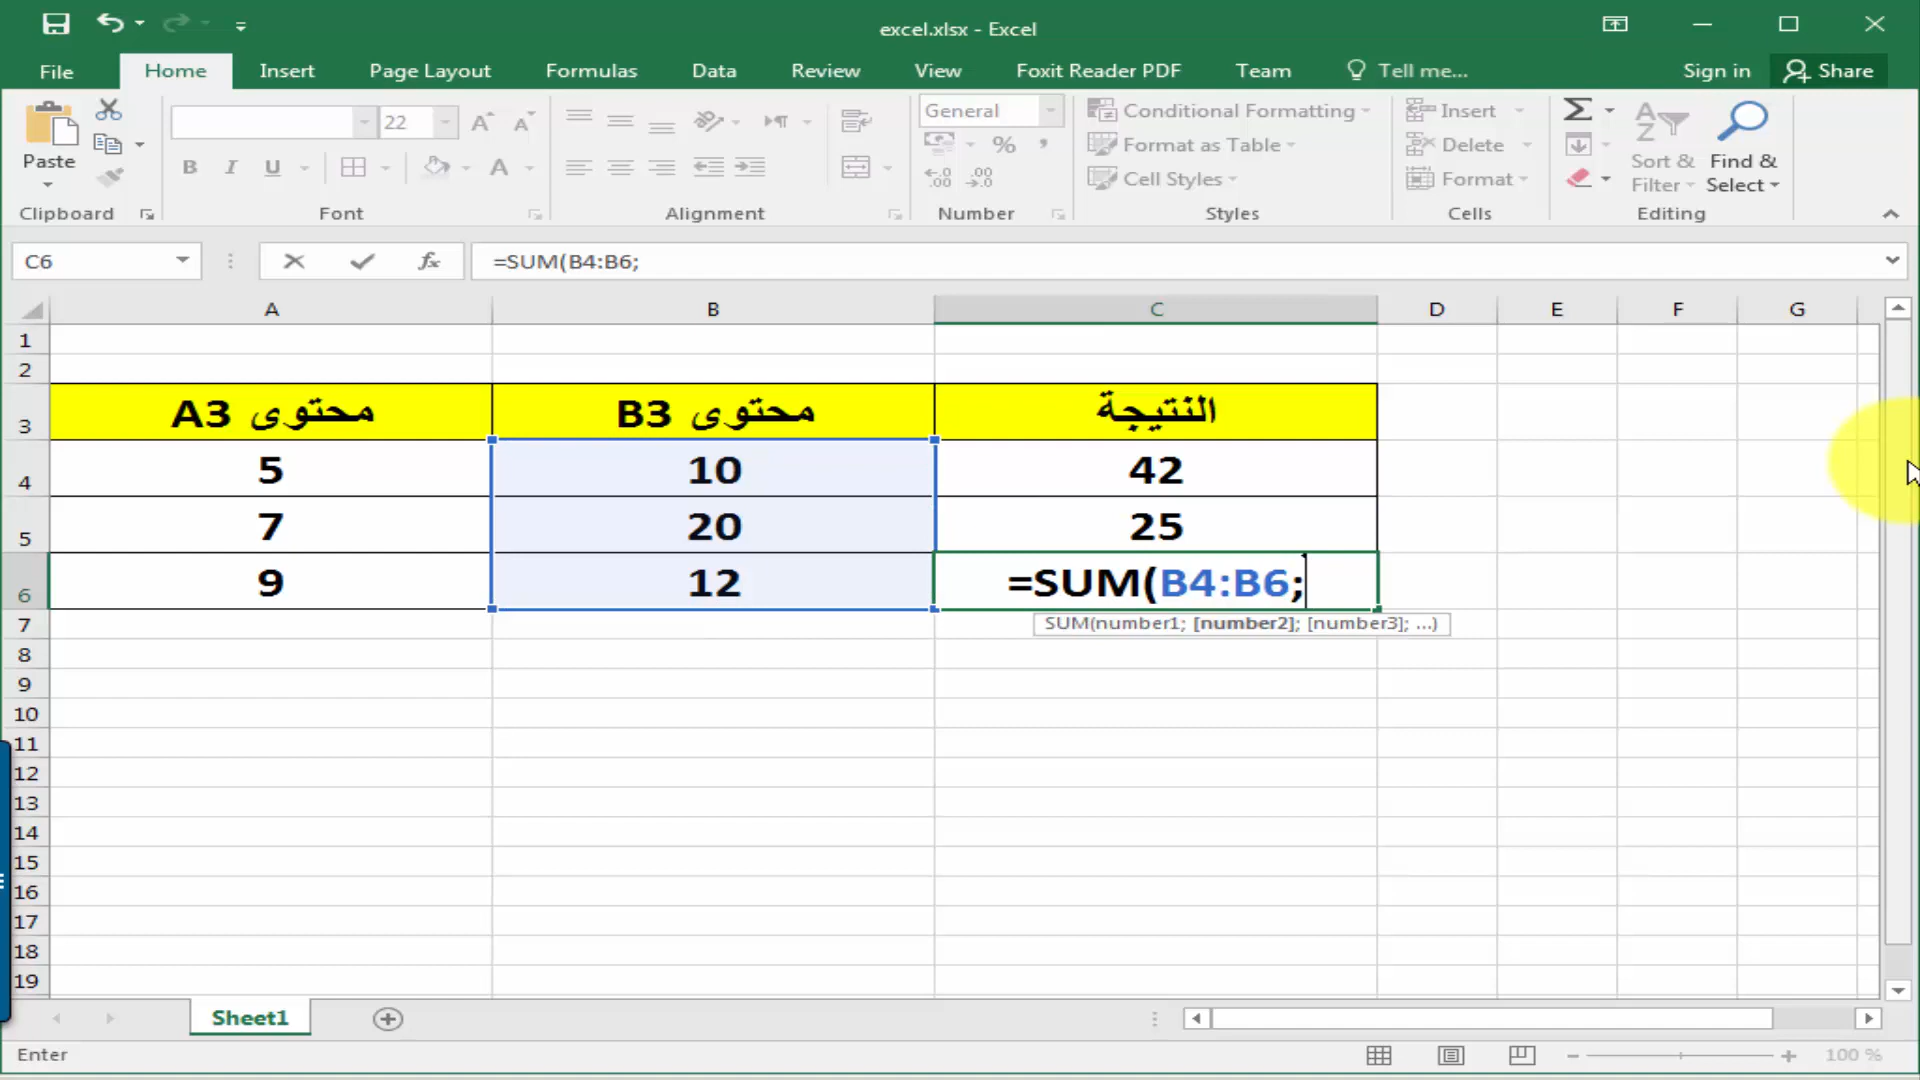 excel.xlsx - Excel
File Home Insert Page Layout Formulas Data Review View Foxit Reader PDF Team Tell me... Sign in Share
Paste
22
B I U A
General
% ,
Conditional Formatting
Format as Table
Cell Styles
Insert
Delete
Format
Sort & Filter
Find & Select
Clipboard Font Alignment Number Styles Cells Editing
C6 fx =SUM(B4:B6;
A B C D E F G
1
2
3 محتوى A3 محتوى B3 النتيجة
4 5 10 42
5 7 20 25
6 9 12 =SUM(B4:B6;
SUM(number1; [number2]; [number3]; ...)
7
8
9
10
11
12
13
14
15
16
17
18
19
Sheet1
Enter 100 %